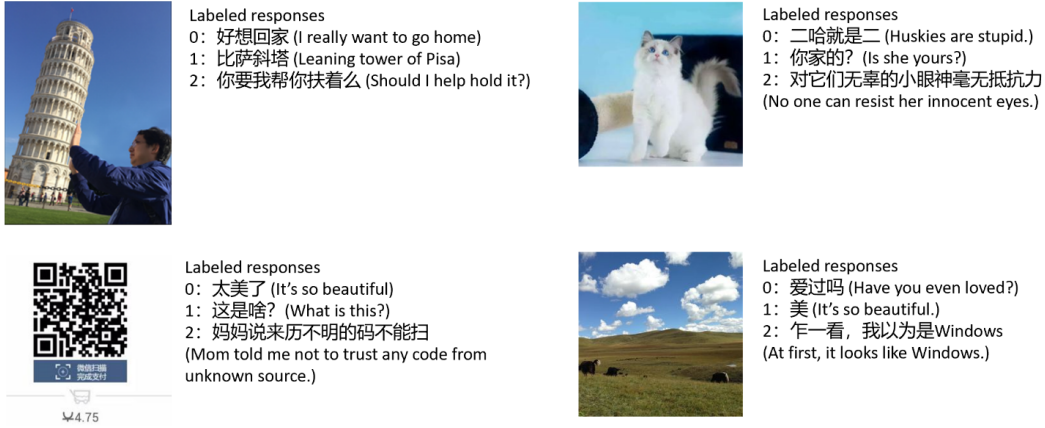 Labeled responses
0：好想回家 (I really want to go home)
1：比萨斜塔 (Leaning tower of Pisa)
2：你要我帮你扶着么 (Should I help hold it?)
Labeled responses
0：二哈就是二 (Huskies are stupid.)
1：你家的？(Is she yours?)
2：对它们无辜的小眼神毫无抵抗力
(No one can resist her innocent eyes.)
微信扫描
完成支付
¥4.75
Labeled responses
0：太美了 (It’s so beautiful)
1：这是啥？(What is this?)
2：妈妈说来历不明的码不能扫
(Mom told me not to trust any code from
unknown source.)
Labeled responses
0：爱过吗 (Have you even loved?)
1：美 (It’s so beautiful.)
2：乍一看，我以为是Windows
(At first, it looks like Windows.)